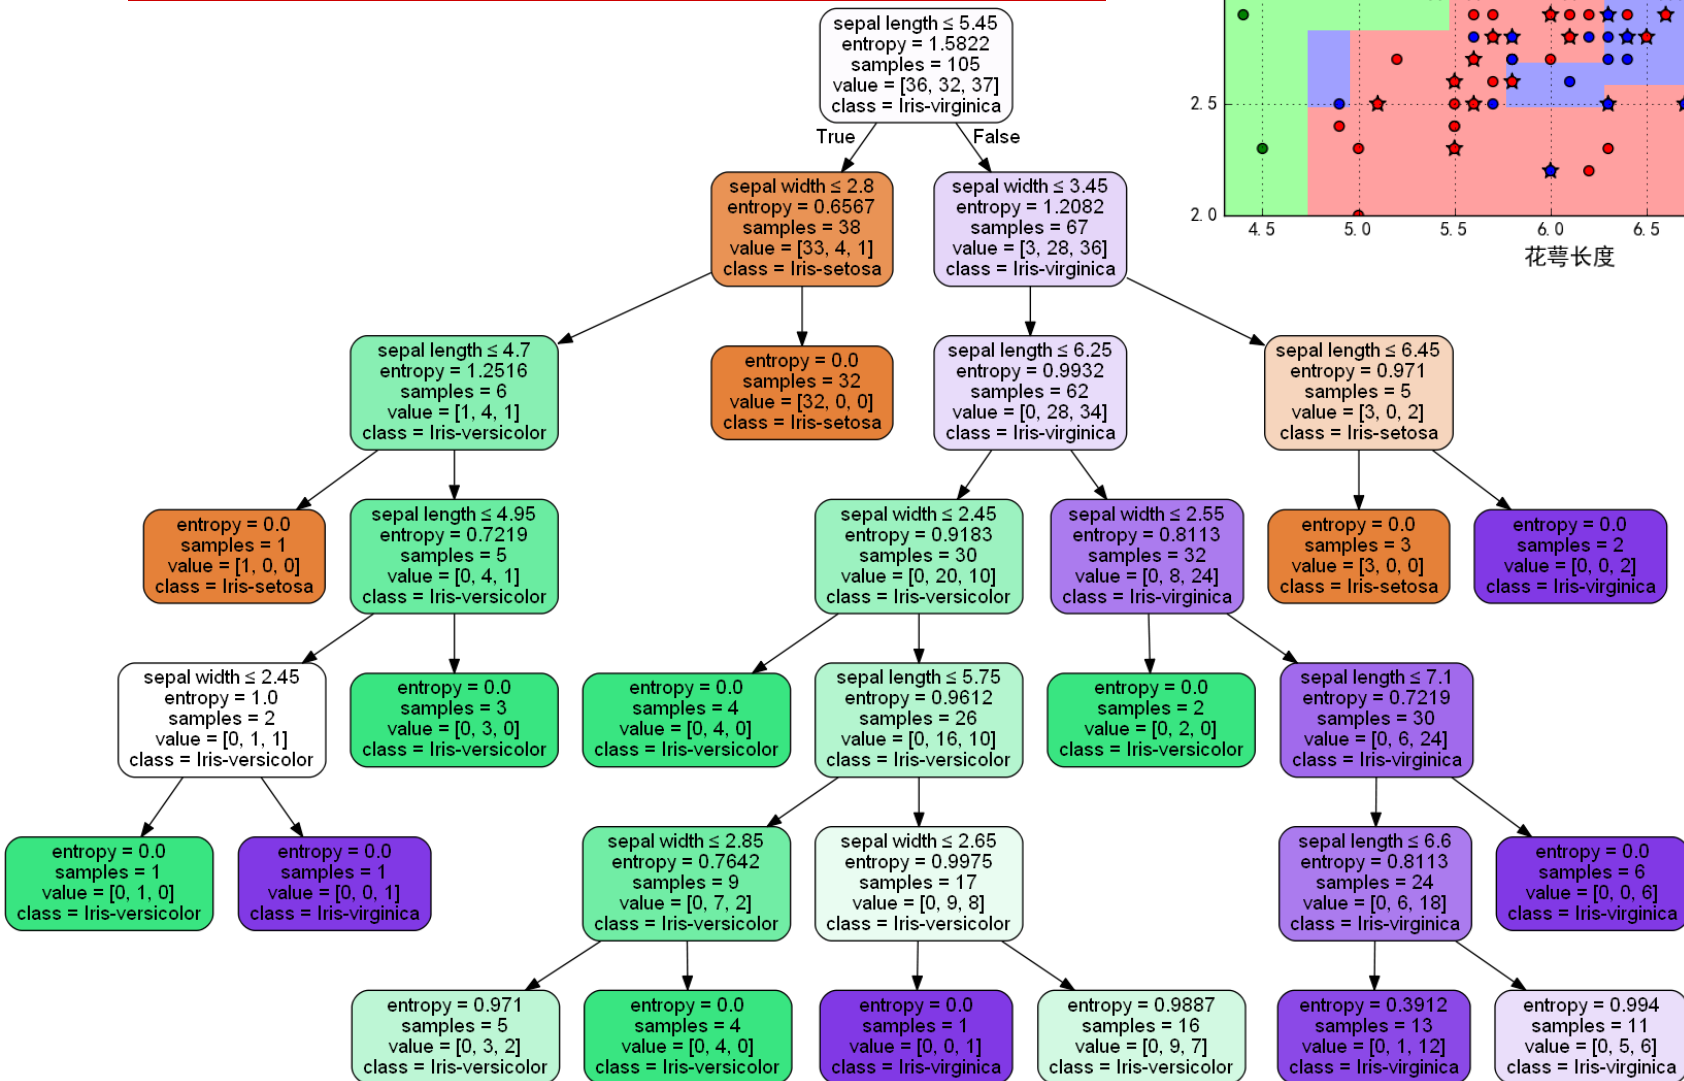 sepal length ≤ 5.45
entropy = 1.5822
samples = 105
value = [36, 32, 37]
class = Iris-virginica
True
False
2.5
2.0
4.5
5.0
5.5
6.0
6.5
花萼长度
sepal width ≤ 2.8
entropy = 0.6567
samples = 38
value = [33, 4, 1]
class = Iris-setosa
sepal width ≤ 3.45
entropy = 1.2082
samples = 67
value = [3, 28, 36]
class = Iris-virginica
sepal length ≤ 4.7
entropy = 1.2516
samples = 6
value = [1, 4, 1]
class = Iris-versicolor
entropy = 0.0
samples = 32
value = [32, 0, 0]
class = Iris-setosa
sepal length ≤ 6.25
entropy = 0.9932
samples = 62
value = [0, 28, 34]
class = Iris-virginica
sepal length ≤ 6.45
entropy = 0.971
samples = 5
value = [3, 0, 2]
class = Iris-setosa
entropy = 0.0
samples = 1
value = [1, 0, 0]
class = Iris-setosa
sepal length ≤ 4.95
entropy = 0.7219
samples = 5
value = [0, 4, 1]
class = Iris-versicolor
sepal width ≤ 2.45
entropy = 0.9183
samples = 30
value = [0, 20, 10]
class = Iris-versicolor
sepal width ≤ 2.55
entropy = 0.8113
samples = 32
value = [0, 8, 24]
class = Iris-virginica
entropy = 0.0
samples = 3
value = [3, 0, 0]
class = Iris-setosa
entropy = 0.0
samples = 2
value = [0, 0, 2]
class = Iris-virginica
sepal width ≤ 2.45
entropy = 1.0
samples = 2
value = [0, 1, 1]
class = Iris-versicolor
entropy = 0.0
samples = 3
value = [0, 3, 0]
class = Iris-versicolor
entropy = 0.0
samples = 4
value = [0, 4, 0]
class = Iris-versicolor
sepal length ≤ 5.75
entropy = 0.9612
samples = 26
value = [0, 16, 10]
class = Iris-versicolor
entropy = 0.0
samples = 2
value = [0, 2, 0]
class = Iris-versicolor
sepal length ≤ 7.1
entropy = 0.7219
samples = 30
value = [0, 6, 24]
class = Iris-virginica
entropy = 0.0
samples = 1
value = [0, 1, 0]
class = Iris-versicolor
entropy = 0.0
samples = 1
value = [0, 0, 1]
class = Iris-virginica
sepal width ≤ 2.85
entropy = 0.7642
samples = 9
value = [0, 7, 2]
class = Iris-versicolor
sepal width ≤ 2.65
entropy = 0.9975
samples = 17
value = [0, 9, 8]
class = Iris-versicolor
sepal length ≤ 6.6
entropy = 0.8113
samples = 24
value = [0, 6, 18]
class = Iris-virginica
entropy = 0.0
samples = 6
value = [0, 0, 6]
class = Iris-virginica
entropy = 0.971
samples = 5
value = [0, 3, 2]
class = Iris-versicolor
entropy = 0.0
samples = 4
value = [0, 4, 0]
class = Iris-versicolor
entropy = 0.0
samples = 1
value = [0, 0, 1]
class = Iris-virginica
entropy = 0.9887
samples = 16
value = [0, 9, 7]
class = Iris-versicolor
entropy = 0.3912
samples = 13
value = [0, 1, 12]
class = Iris-virginica
entropy = 0.994
samples = 11
value = [0, 5, 6]
class = Iris-virginica